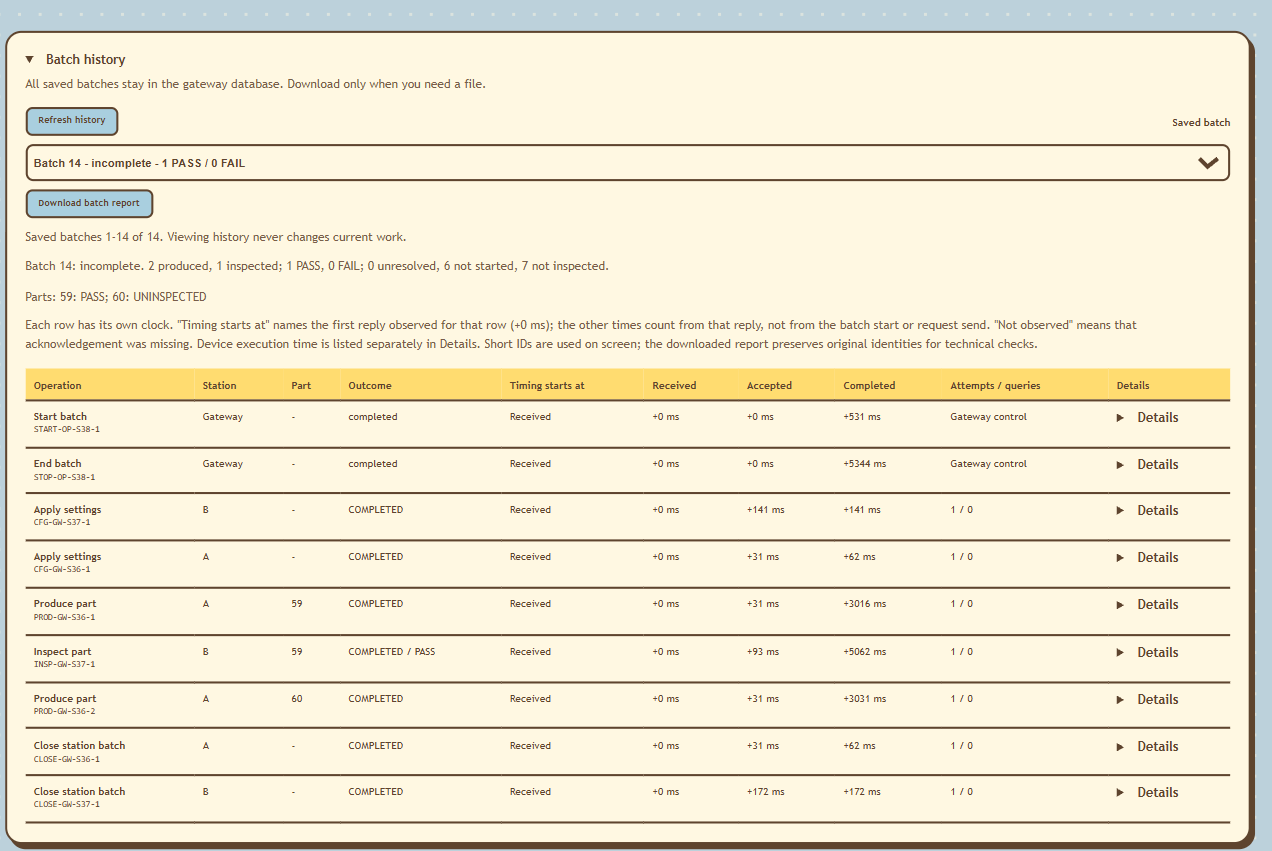 Batch history
All saved batches stay in the gateway database. Download only when you need a file.
Refresh history
Saved batch
Batch 14 - incomplete - 1 PASS / 0 FAIL
Download batch report
Saved batches 1-14 of 14. Viewing history never changes current work.
Batch 14: incomplete. 2 produced, 1 inspected; 1 PASS, 0 FAIL; 0 unresolved, 6 not started, 7 not inspected.
Parts: 59: PASS; 60: UNINSPECTED
Each row has its own clock. "Timing starts at" names the first reply observed for that row (+0 ms); the other times count from that reply, not from the batch start or request send. "Not observed" means that
acknowledgement was missing. Device execution time is listed separately in Details. Short IDs are used on screen; the downloaded report preserves original identities for technical checks.
Operation Station Part Outcome Timing starts at Received Accepted Completed Attempts / queries Details
Start batch Gateway - completed Received +0 ms +0 ms +531 ms Gateway control Details
START-OP-S38-1
End batch Gateway - completed Received +0 ms +0 ms +5344 ms Gateway control Details
STOP-OP-S38-1
Apply settings B - COMPLETED Received +0 ms +141 ms +141 ms 1 / 0 Details
CFG-GW-S37-1
Apply settings A - COMPLETED Received +0 ms +31 ms +62 ms 1 / 0 Details
CFG-GW-S36-1
Produce part A 59 COMPLETED Received +0 ms +31 ms +3016 ms 1 / 0 Details
PROD-GW-S36-1
Inspect part B 59 COMPLETED / PASS Received +0 ms +93 ms +5062 ms 1 / 0 Details
INSP-GW-S37-1
Produce part A 60 COMPLETED Received +0 ms +31 ms +3031 ms 1 / 0 Details
PROD-GW-S36-2
Close station batch A - COMPLETED Received +0 ms +31 ms +62 ms 1 / 0 Details
CLOSE-GW-S36-1
Close station batch B - COMPLETED Received +0 ms +172 ms +172 ms 1 / 0 Details
CLOSE-GW-S37-1